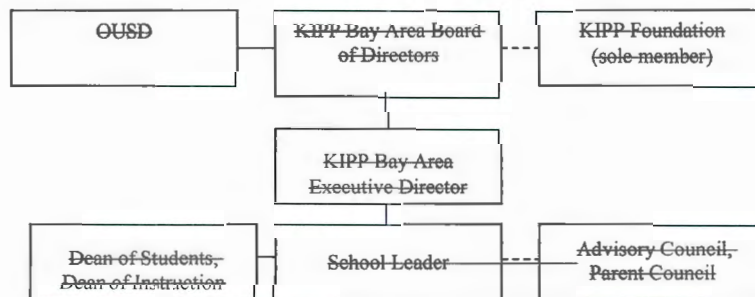 OUSD
KIPP Bay Area Board
of Directors
KIPP Foundation
(sole member)
KIPP Bay Area
Executive Director
Dean of Students,
Dean of Instruction
School Leader
Advisory Council,
Parent Council